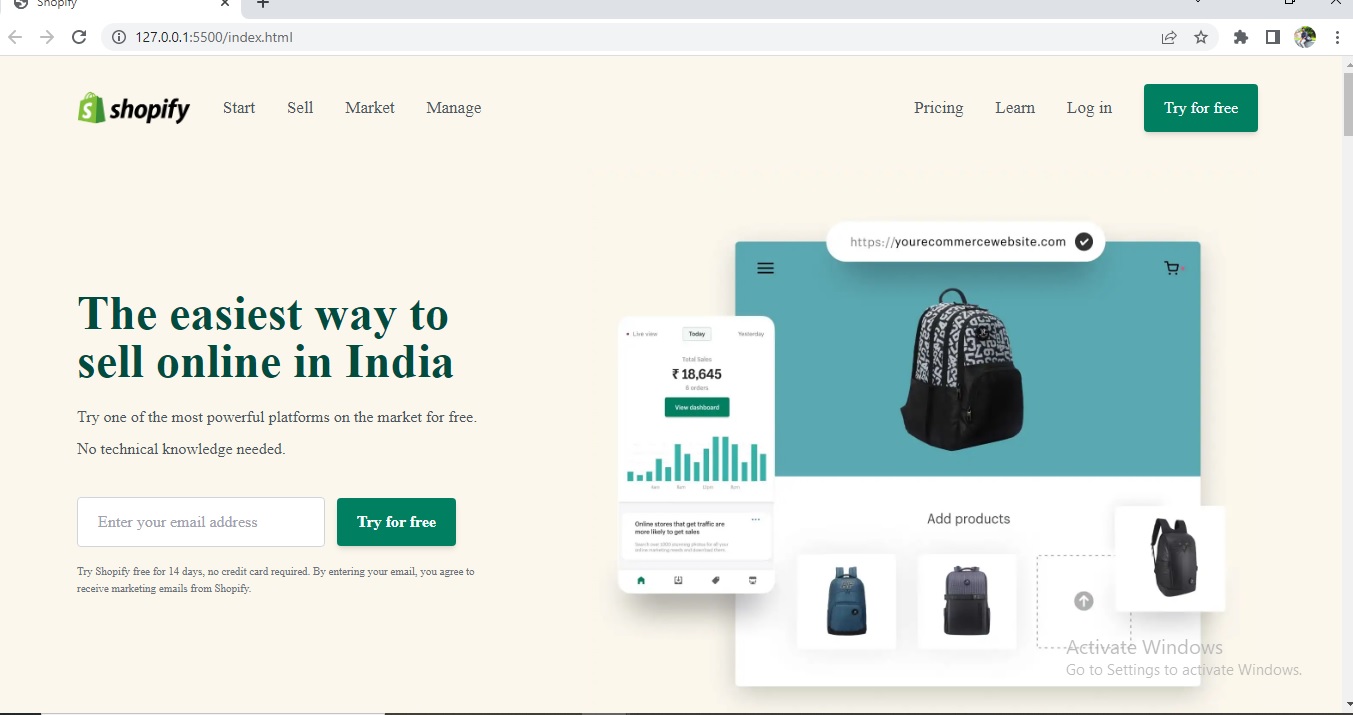 Shopify
127.0.0.1:5500/index.html
shopify
Start
Sell
Market
Manage
Pricing
Learn
Log in
Try for free
https://yourecommercewebsite.com
The easiest way to
sell online in India
Try one of the most powerful platforms on the market for free.
No technical knowledge needed.
Enter your email address
Try for free
Try Shopify free for 14 days, no credit card required. By entering your email, you agree to
receive marketing emails from Shopify.
Live view
Today
Yesterday
Total Sales
₹ 18,645
6 orders
View dashboard
Online stores that get traffic are
more likely to get sales
Add products
Activate Windows
Go to Settings to activate Windows.